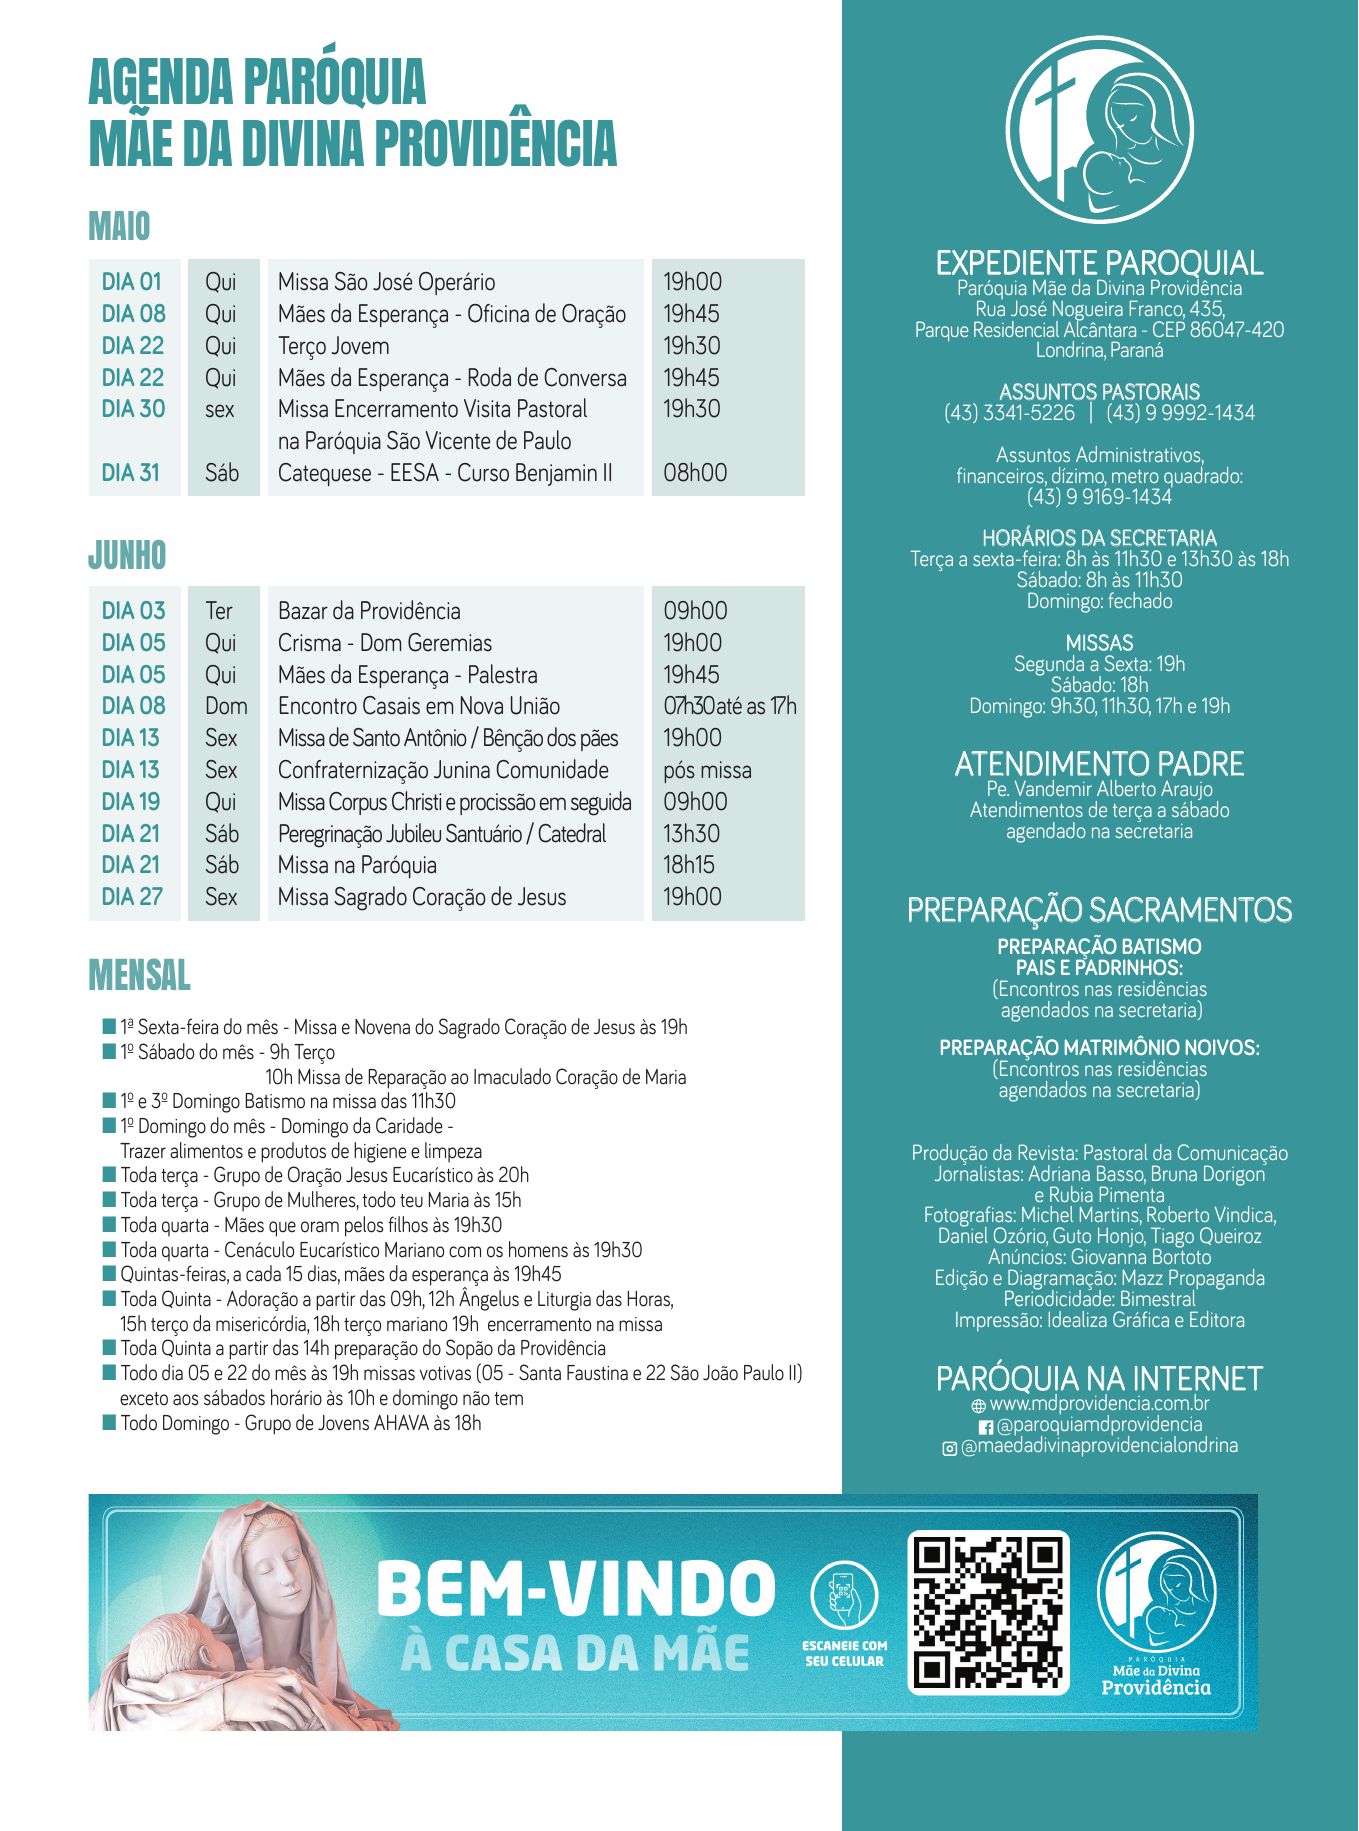 AGENDA PARÓQUIA
MÃE DA DIVINA PROVIDÊNCIA
MAIO
DIA 01 Qui Missa São José Operário 19h00
DIA 08 Qui Mães da Esperança - Oficina de Oração 19h45
DIA 22 Qui Terço Jovem 19h30
DIA 22 Qui Mães da Esperança - Roda de Conversa 19h45
DIA 30 sex Missa Encerramento Visita Pastoral 19h30
na Paróquia São Vicente de Paulo
DIA 31 Sáb Catequese - EESA - Curso Benjamin II 08h00
JUNHO
DIA 03 Ter Bazar da Providência 09h00
DIA 05 Qui Crisma - Dom Geremias 19h00
DIA 05 Qui Mães da Esperança - Palestra 19h45
DIA 08 Dom Encontro Casais em Nova União 07h30 até as 17h
DIA 13 Sex Missa de Santo Antônio / Bênção dos pães 19h00
DIA 13 Sex Confraternização Junina Comunidade pós missa
DIA 19 Qui Missa Corpus Christi e procissão em seguida 09h00
DIA 21 Sáb Peregrinação Jubileu Santuário / Catedral 13h30
DIA 21 Sáb Missa na Paróquia 18h15
DIA 27 Sex Missa Sagrado Coração de Jesus 19h00
MENSAL
1ª Sexta-feira do mês - Missa e Novena do Sagrado Coração de Jesus às 19h
1º Sábado do mês - 9h Terço
10h Missa de Reparação ao Imaculado Coração de Maria
1º e 3º Domingo Batismo na missa das 11h30
1º Domingo do mês - Domingo da Caridade -
Trazer alimentos e produtos de higiene e limpeza
Toda terça - Grupo de Oração Jesus Eucarístico às 20h
Toda terça - Grupo de Mulheres, todo teu Maria às 15h
Toda quarta - Mães que oram pelos filhos às 19h30
Toda quarta - Cenáculo Eucarístico Mariano com os homens às 19h30
Quintas-feiras, a cada 15 dias, mães da esperança às 19h45
Toda Quinta - Adoração a partir das 09h, 12h Ângelus e Liturgia das Horas,
15h terço da misericórdia, 18h terço mariano 19h encerramento na missa
Toda Quinta a partir das 14h preparação do Sopão da Providência
Todo dia 05 e 22 do mês às 19h missas votivas (05 - Santa Faustina e 22 São João Paulo II)
exceto aos sábados horário às 10h e domingo não tem
Todo Domingo - Grupo de Jovens AHAVA às 18h
EXPEDIENTE PAROQUIAL
Paróquia Mãe da Divina Providência
Rua José Nogueira Franco, 435,
Parque Residencial Alcântara - CEP 86047-420
Londrina, Paraná
ASSUNTOS PASTORAIS
(43) 3341-5226 | (43) 9 9992-1434
Assuntos Administrativos,
financeiros, dízimo, metro quadrado:
(43) 9 9169-1434
HORÁRIOS DA SECRETARIA
Terça a sexta-feira: 8h às 11h30 e 13h30 às 18h
Sábado: 8h às 11h30
Domingo: fechado
MISSAS
Segunda a Sexta: 19h
Sábado: 18h
Domingo: 9h30, 11h30, 17h e 19h
ATENDIMENTO PADRE
Pe. Vandemir Alberto Araujo
Atendimentos de terça a sábado
agendado na secretaria
PREPARAÇÃO SACRAMENTOS
PREPARAÇÃO BATISMO
PAIS E PADRINHOS:
(Encontros nas residências
agendados na secretaria)
PREPARAÇÃO MATRIMÔNIO NOIVOS:
(Encontros nas residências
agendados na secretaria)
Produção da Revista: Pastoral da Comunicação
Jornalistas: Adriana Basso, Bruna Dorigon
e Rubia Pimenta
Fotografias: Michel Martins, Roberto Vindica,
Daniel Ozório, Guto Honjo, Tiago Queiroz
Anúncios: Giovanna Bortoto
Edição e Diagramação: Mazz Propaganda
Periodicidade: Bimestral
Impressão: Idealiza Gráfica e Editora
PARÓQUIA NA INTERNET
www.mdprovidencia.com.br
@paroquiamdprovidencia
@maedadivinaprovidencialondrina
BEM-VINDO
À CASA DA MÃE
ESCANEIE COM
SEU CELULAR
PARÓQUIA
Mãe da Divina
Providência